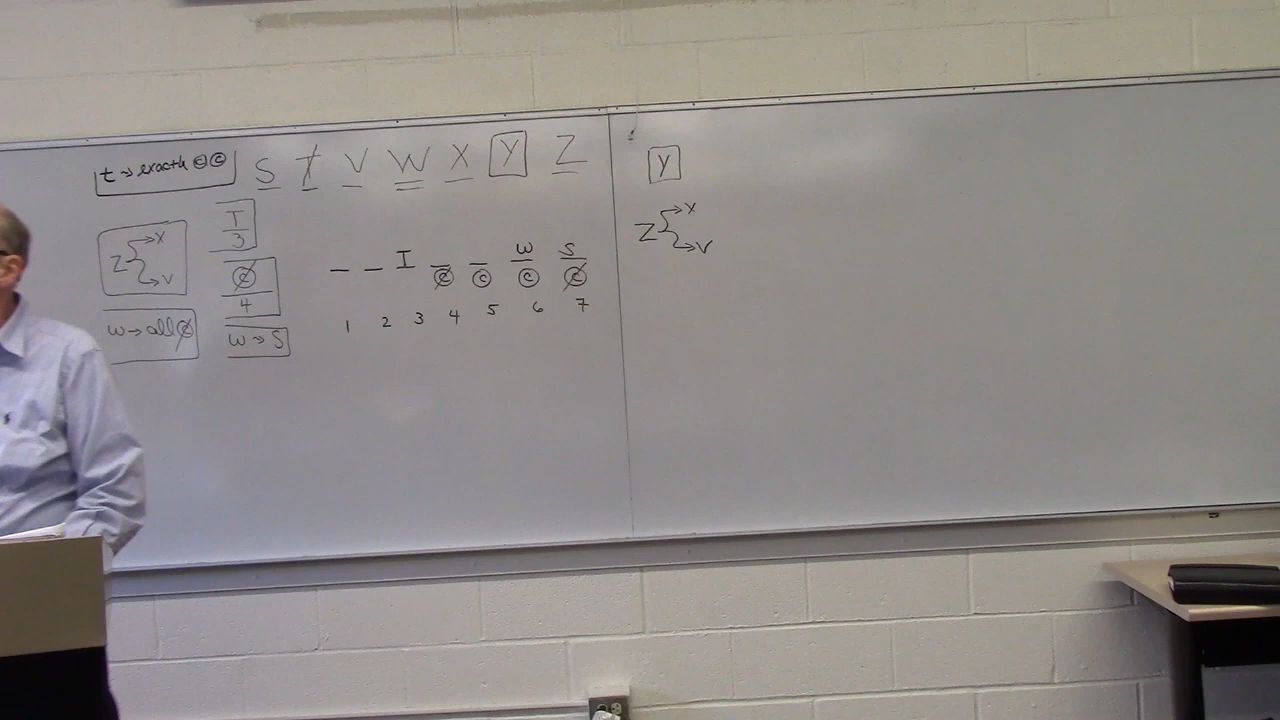 t → exactly © ©
S T V W X Y Z
Y
Z → X
→ V
T
3
Z → X
→ V
₵
4
_ _ T _ _ W S
₵ © © ₵
1 2 3 4 5 6 7
W → all ₵
W → S